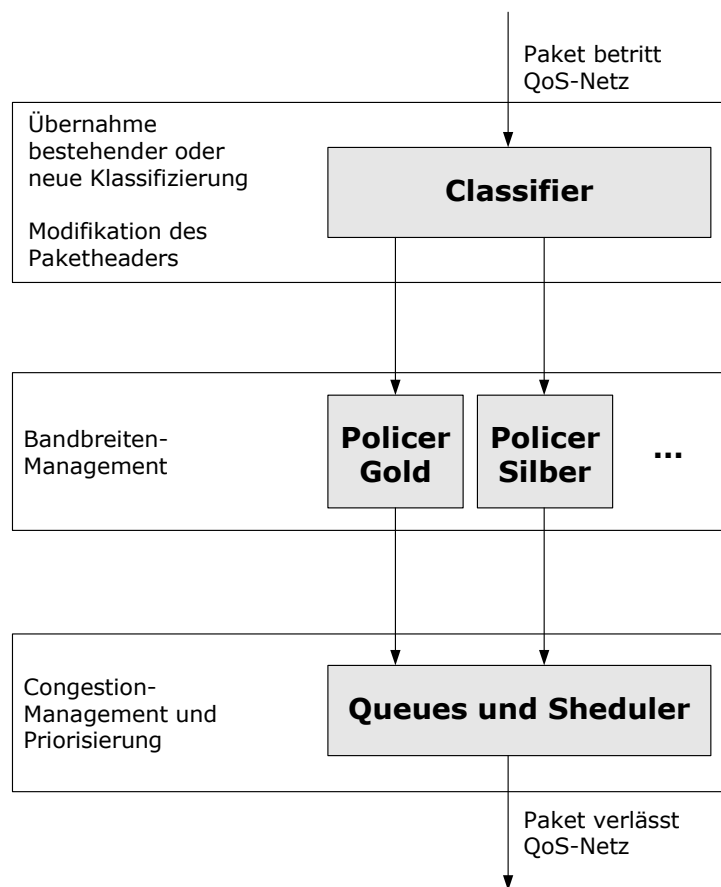 Paket betritt
QoS-Netz
Übernahme
bestehender oder
neue Klassifizierung
Modifikation des
Paketheaders
Classifier
Bandbreiten-
Management
Policer
Gold
Policer
Silber
...
Congestion-
Management und
Priorisierung
Queues und Sheduler
Paket verlässt
QoS-Netz